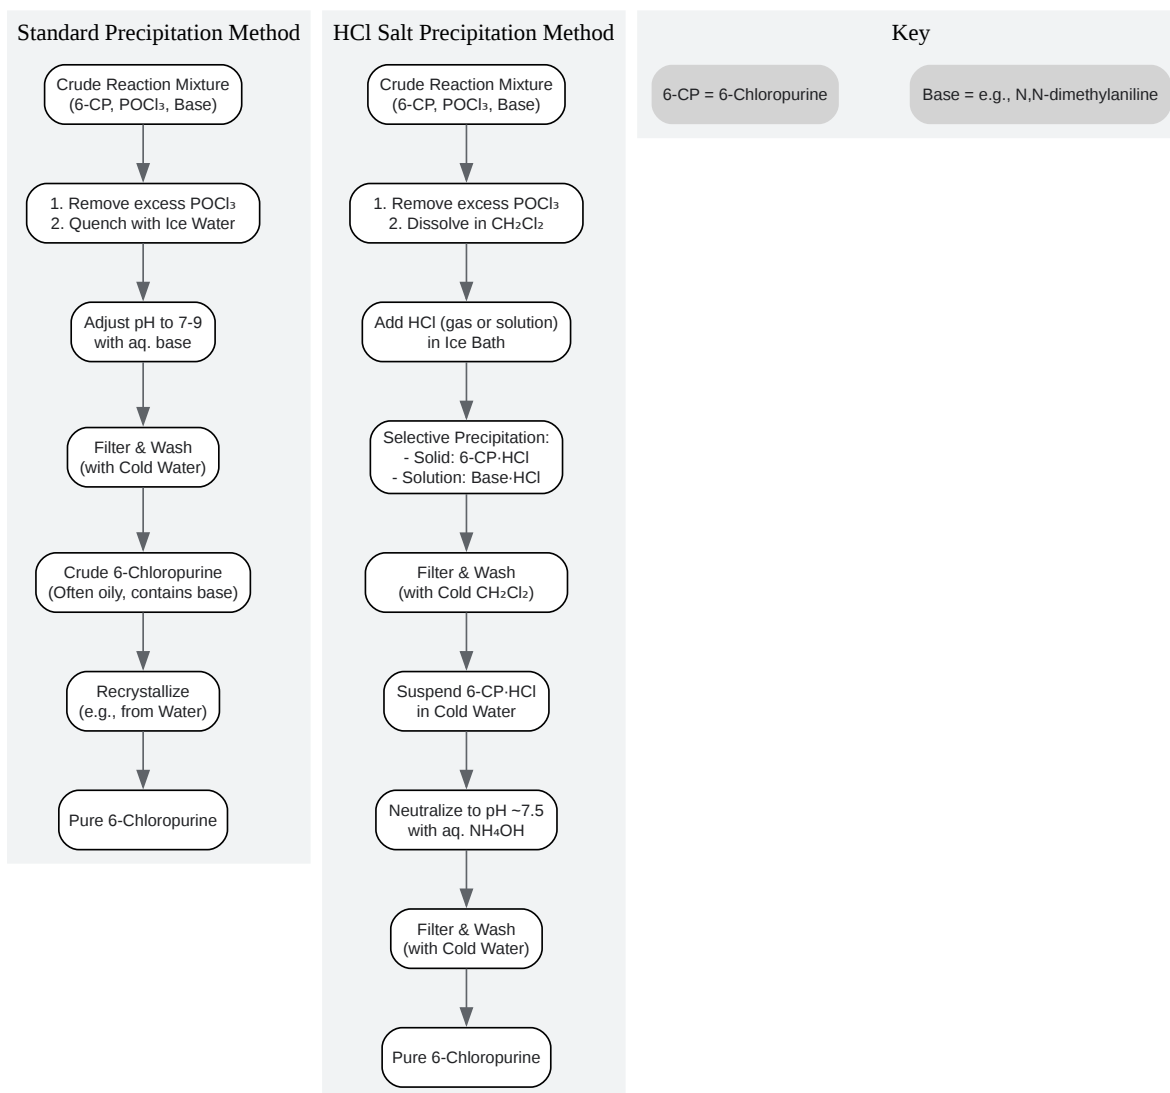 Standard Precipitation Method
Crude Reaction Mixture
(6-CP, POCl₃, Base)
1. Remove excess POCl₃
2. Quench with Ice Water
Adjust pH to 7-9
with aq. base
Filter & Wash
(with Cold Water)
Crude 6-Chloropurine
(Often oily, contains base)
Recrystallize
(e.g., from Water)
Pure 6-Chloropurine
HCl Salt Precipitation Method
Crude Reaction Mixture
(6-CP, POCl₃, Base)
1. Remove excess POCl₃
2. Dissolve in CH₂Cl₂
Add HCl (gas or solution)
in Ice Bath
Selective Precipitation:
- Solid: 6-CP·HCl
- Solution: Base·HCl
Filter & Wash
(with Cold CH₂Cl₂)
Suspend 6-CP·HCl
in Cold Water
Neutralize to pH ~7.5
with aq. NH₄OH
Filter & Wash
(with Cold Water)
Pure 6-Chloropurine
Key
6-CP = 6-Chloropurine
Base = e.g., N,N-dimethylaniline